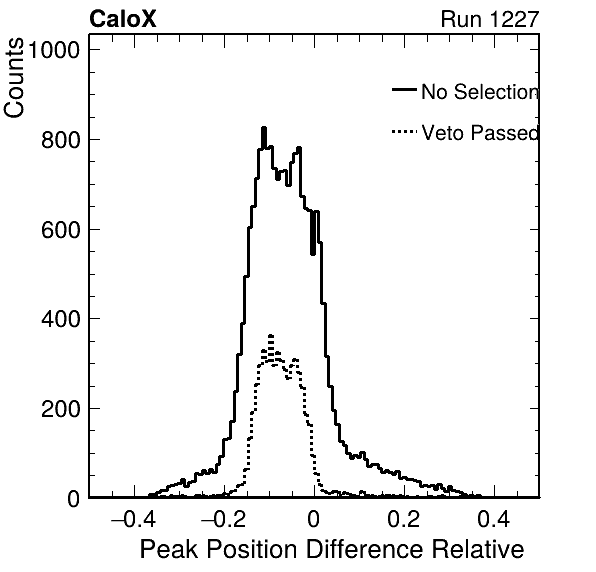 CaloX Run 1227
Counts
1000
800
600
400
200
0
No Selection
Veto Passed
−0.4 −0.2 0 0.2 0.4
Peak Position Difference Relative